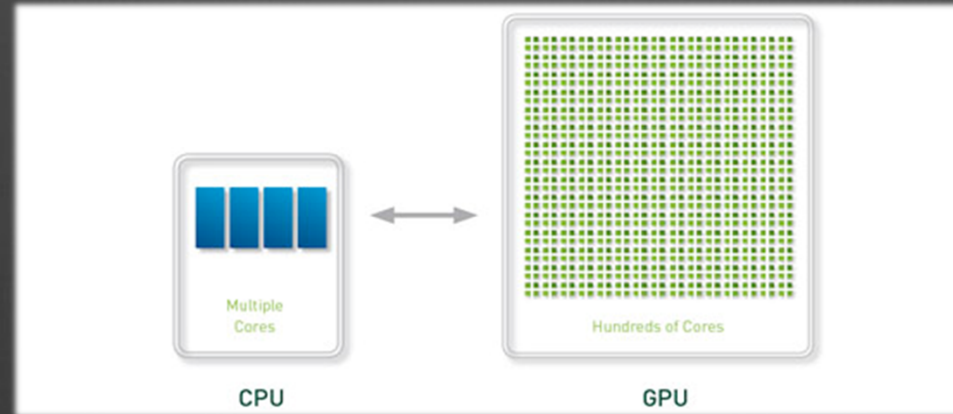 Multiple
Cores
CPU
Hundreds of Cores
GPU